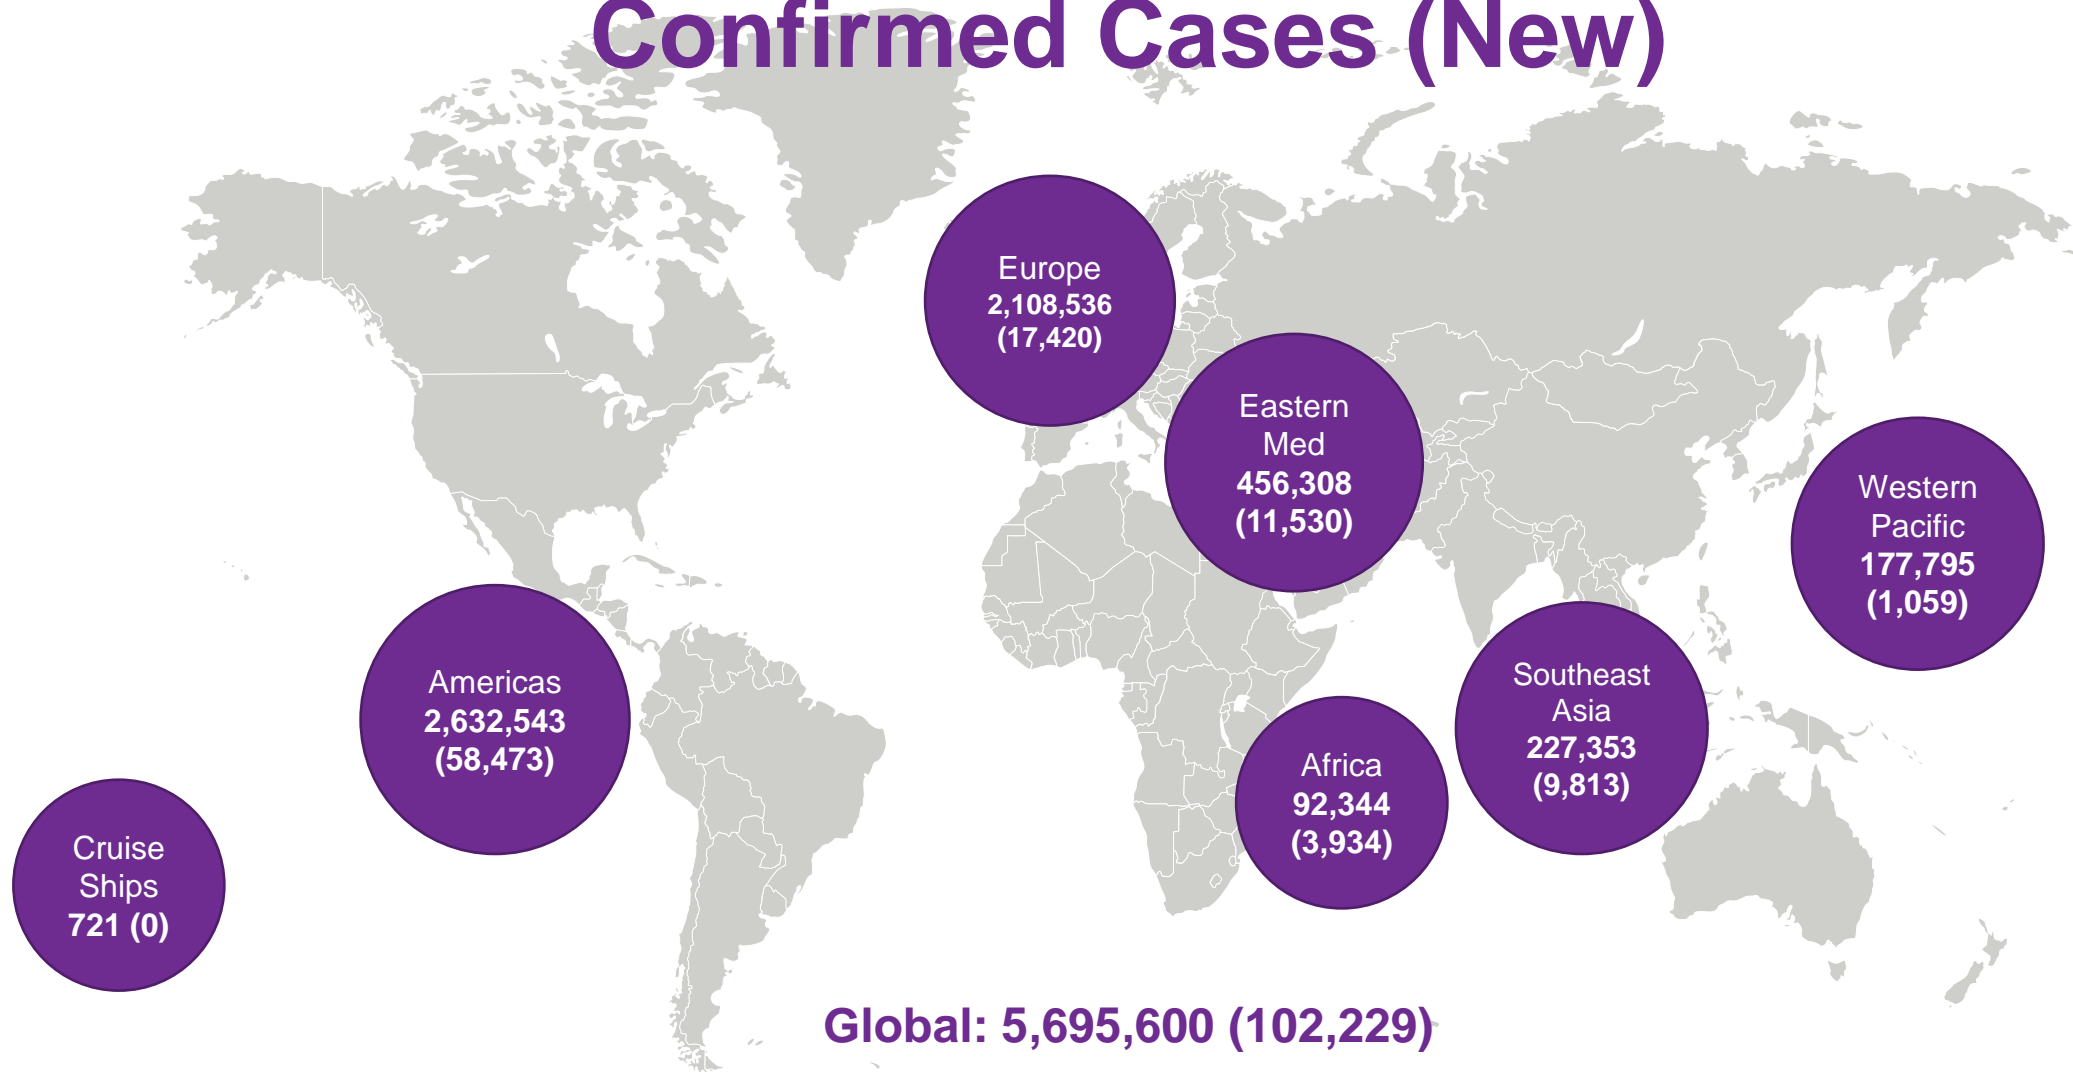 Confirmed Cases (New)
Europe
2,108,536
(17,420)
Eastern
Med
456,308
(11,530)
Western
Pacific
177,795
(1,059)
Americas
2,632,543
(58,473)
Southeast
Asia
227,353
(9,813)
Africa
92,344
(3,934)
Cruise
Ships
721 (0)
Global: 5,695,600 (102,229)